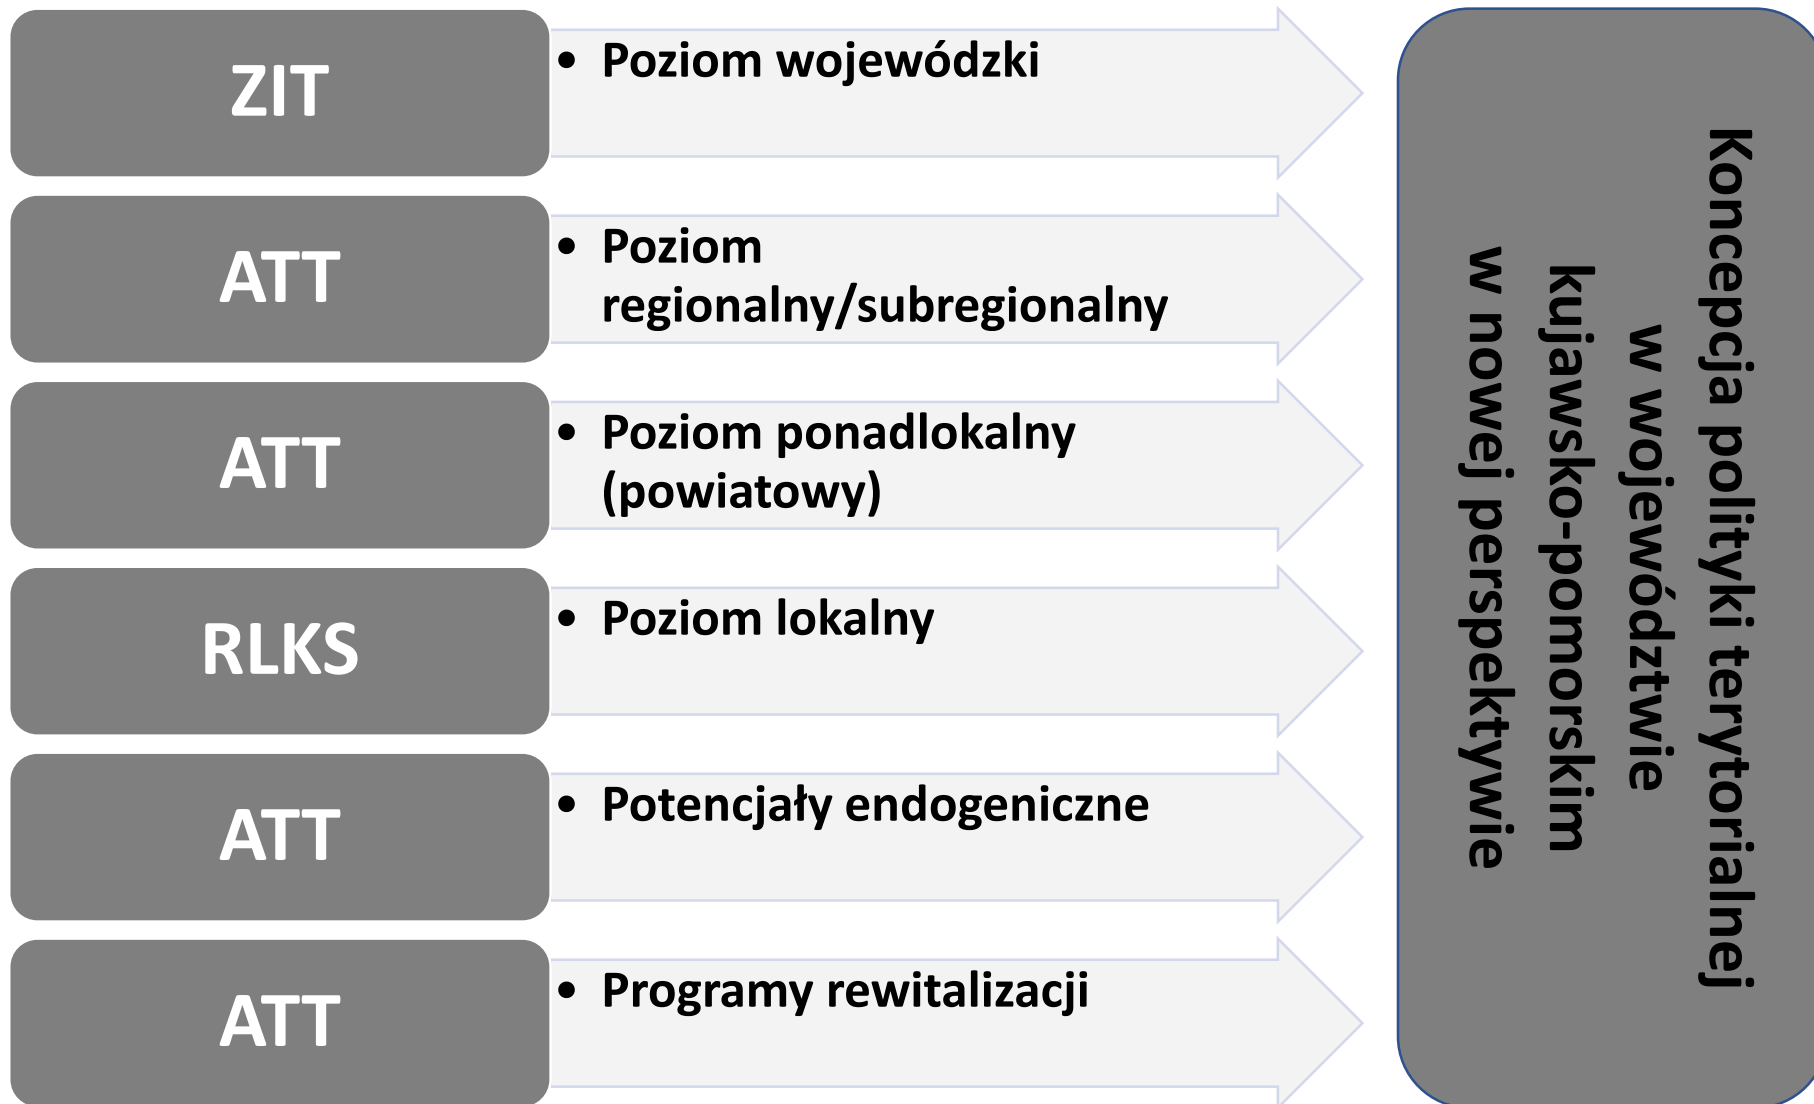 ZIT
• Poziom wojewódzki
ATT
• Poziom
regionalny/subregionalny
ATT
• Poziom ponadlokalny
(powiatowy)
RLKS
• Poziom lokalny
ATT
• Potencjały endogeniczne
ATT
• Programy rewitalizacji
Koncepcja polityki terytorialnej
w województwie
kujawsko-pomorskim
w nowej perspektywie